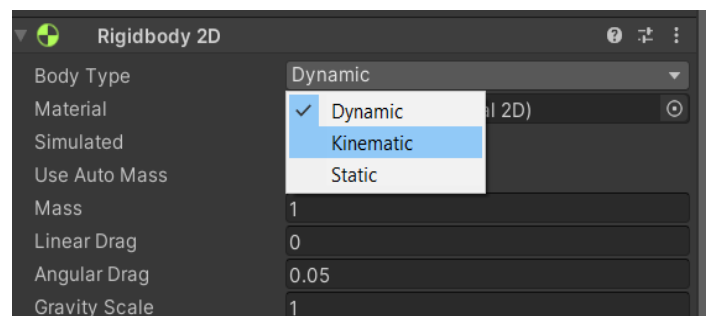 Rigidbody 2D
Body Type Dynamic
Material Dynamic al 2D)
Simulated Kinematic
Use Auto Mass Static
Mass 1
Linear Drag 0
Angular Drag 0.05
Gravity Scale 1